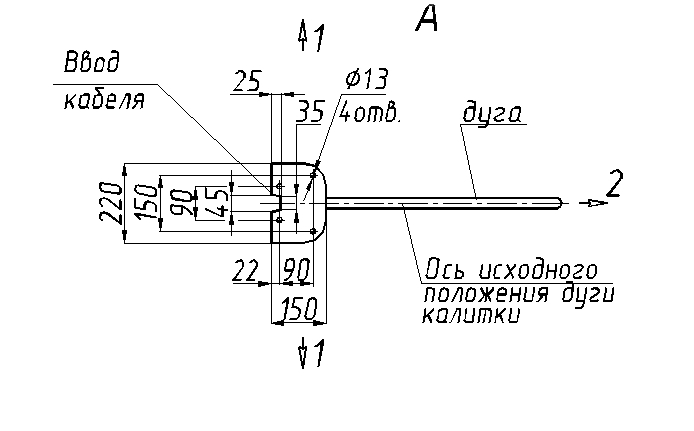 А
1
Ввод
кабеля
25
Ø13
35 4отв.
дуга
2
220
150
90
45
22 90
Ось исходного
положения дуги
калитки
150
1